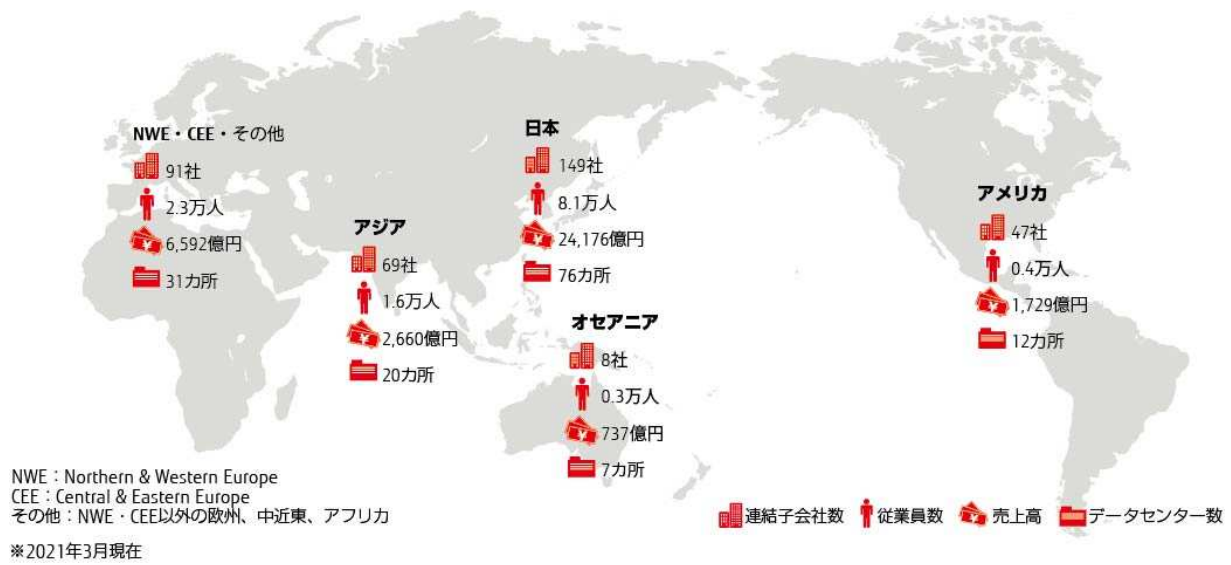 NWE・CEE・その他
91社
2.3万人
6,592億円
31カ所
アジア
69社
1.6万人
2,660億円
20カ所
日本
149社
8.1万人
24,176億円
76カ所
オセアニア
8社
0.3万人
737億円
7カ所
アメリカ
47社
0.4万人
1,729億円
12カ所
NWE：Northern & Western Europe
CEE：Central & Eastern Europe
その他：NWE・CEE以外の欧州、中近東、アフリカ
※2021年3月現在
連結子会社数 従業員数 ¥ 売上高 データセンター数